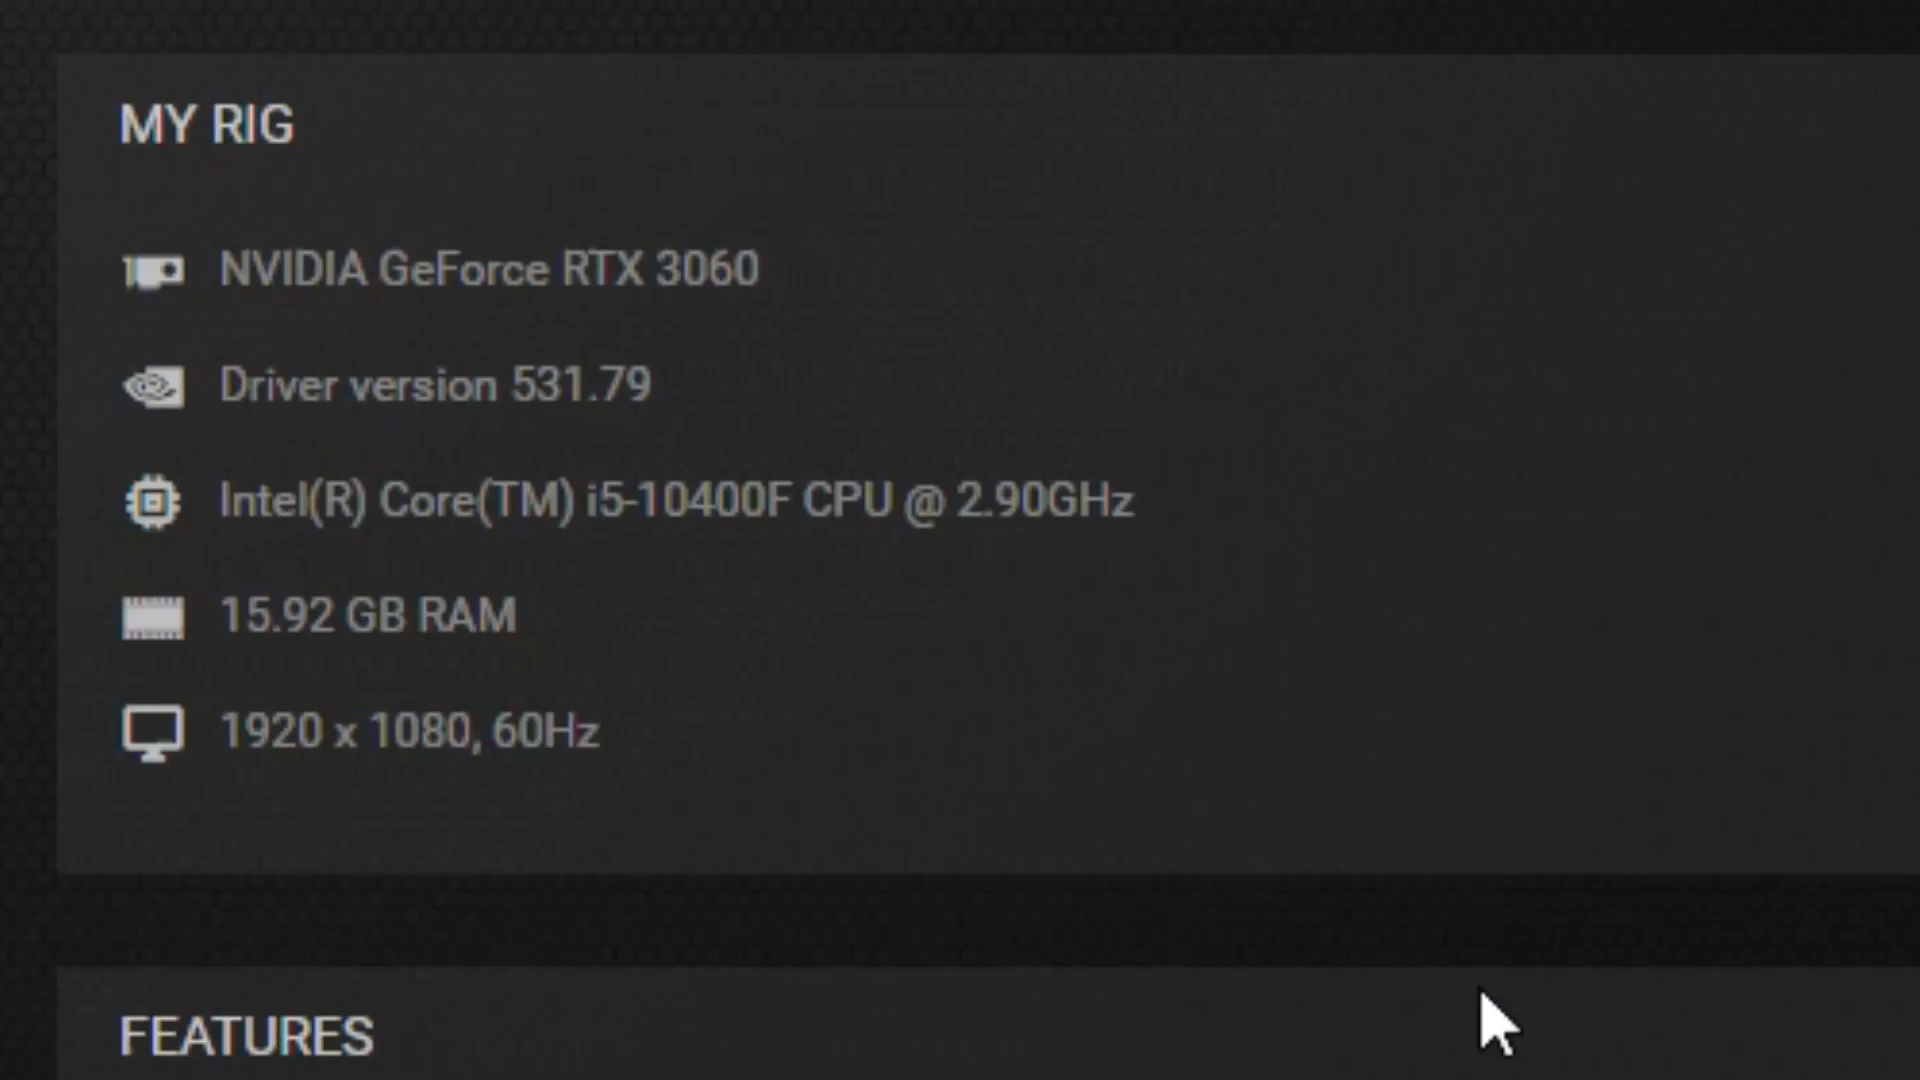 MY RIG
NVIDIA GeForce RTX 3060
Driver version 531.79
Intel(R) Core(TM) i5-10400F CPU @ 2.90GHz
15.92 GB RAM
1920 x 1080, 60Hz
FEATURES